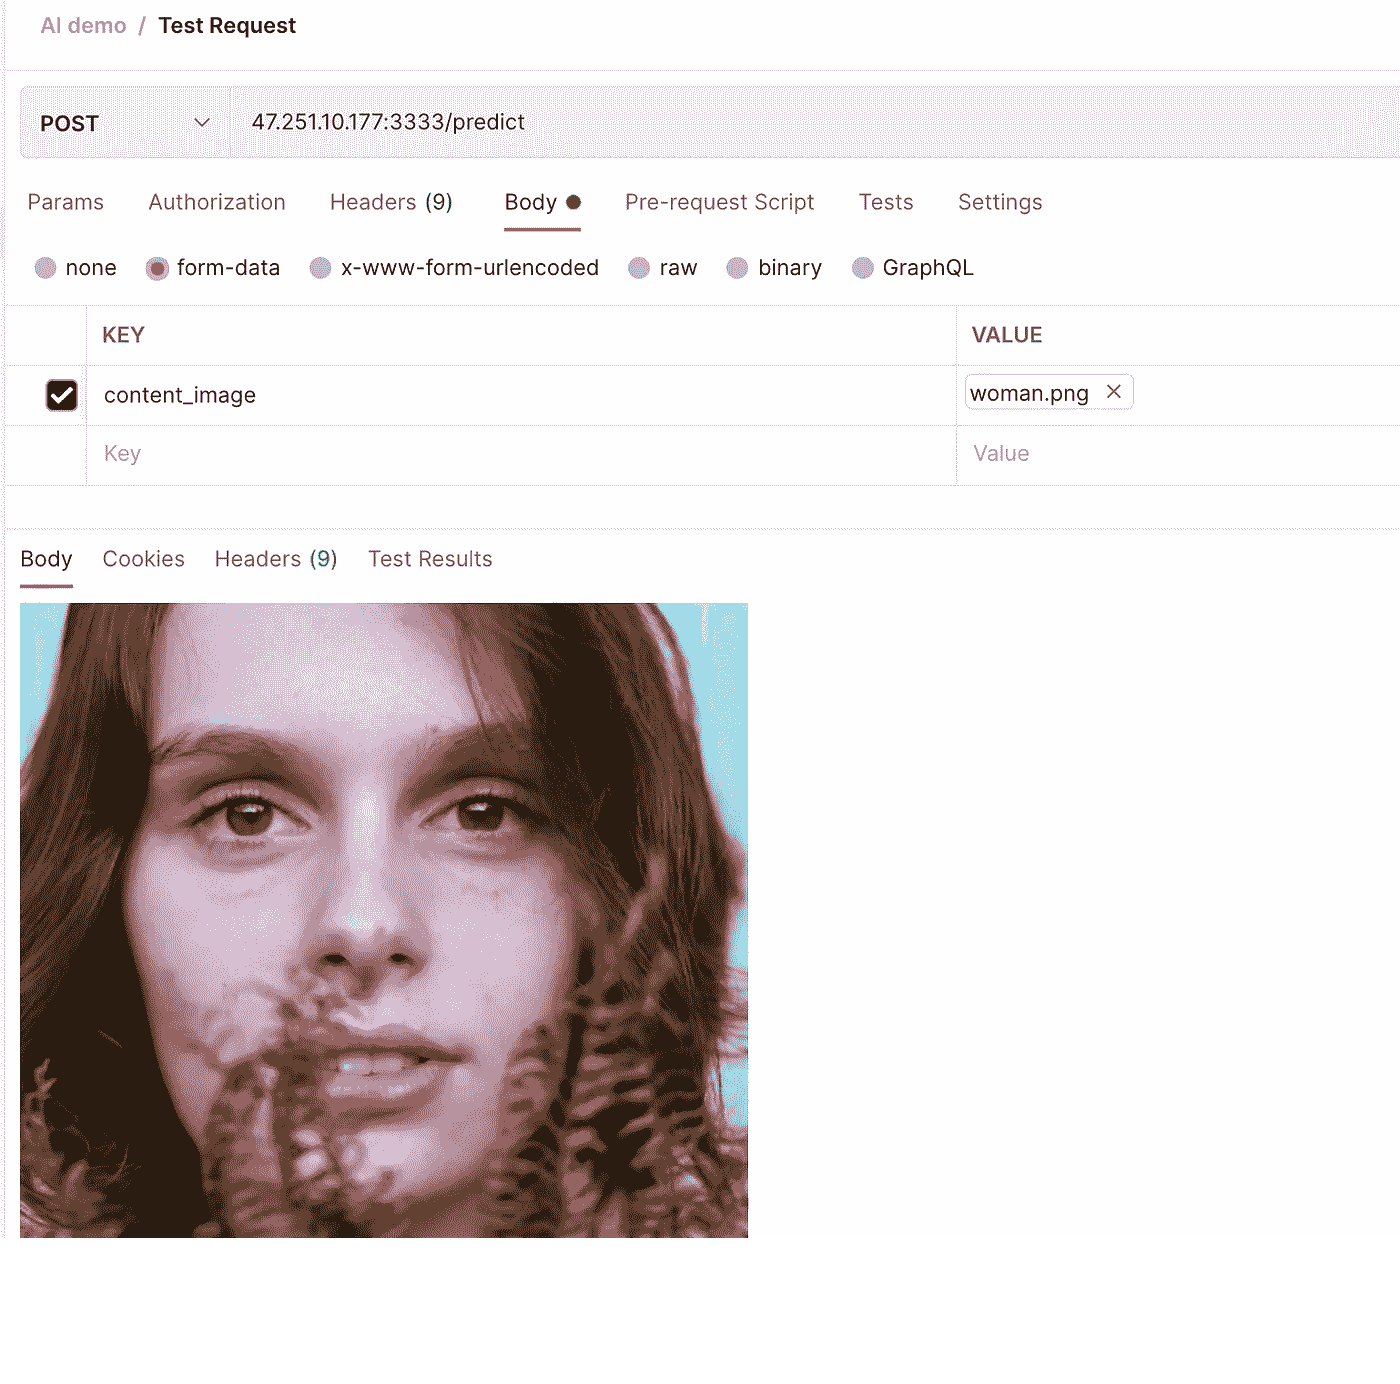 AI demo / Test Request
POST 47.251.10.177:3333/predict
Params Authorization Headers (9) Body Pre-request Script Tests Settings
none form-data x-www-form-urlencoded raw binary GraphQL
KEY VALUE
content_image woman.png
Key Value
Body Cookies Headers (9) Test Results